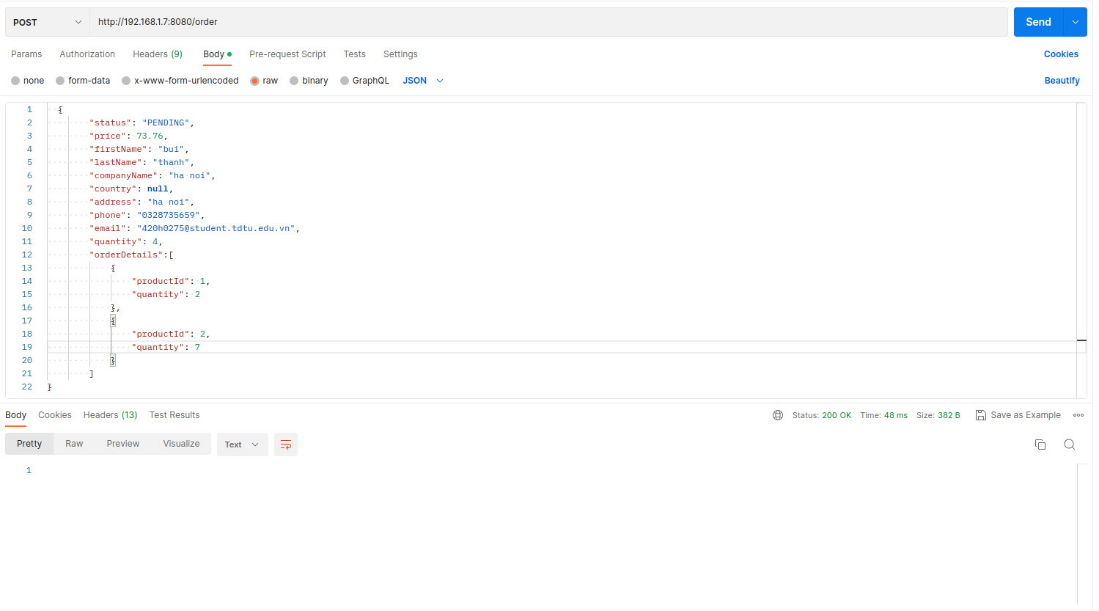 POST http://192.168.1.7:8080/order Send
Params Authorization Headers (9) Body Pre-request Script Tests Settings Cookies
none form-data x-www-form-urlencoded raw binary GraphQL JSON Beautify
1 {
2 "status": "PENDING",
3 "price": 73.76,
4 "firstName": "bui",
5 "lastName": "thanh",
6 "companyName": "ha noi",
7 "country": null,
8 "address": "ha noi",
9 "phone": "0328735659",
10 "email": "420h0275@student.tdtu.edu.vn",
11 "quantity": 4,
12 "orderDetails":[
13 {
14 "productId": 1,
15 "quantity": 2
16 },
17 {
18 "productId": 2,
19 "quantity": 7
20 }
21 ]
22 }
Body Cookies Headers (13) Test Results Status: 200 OK Time: 48 ms Size: 382 B Save as Example
Pretty Raw Preview Visualize Text
1